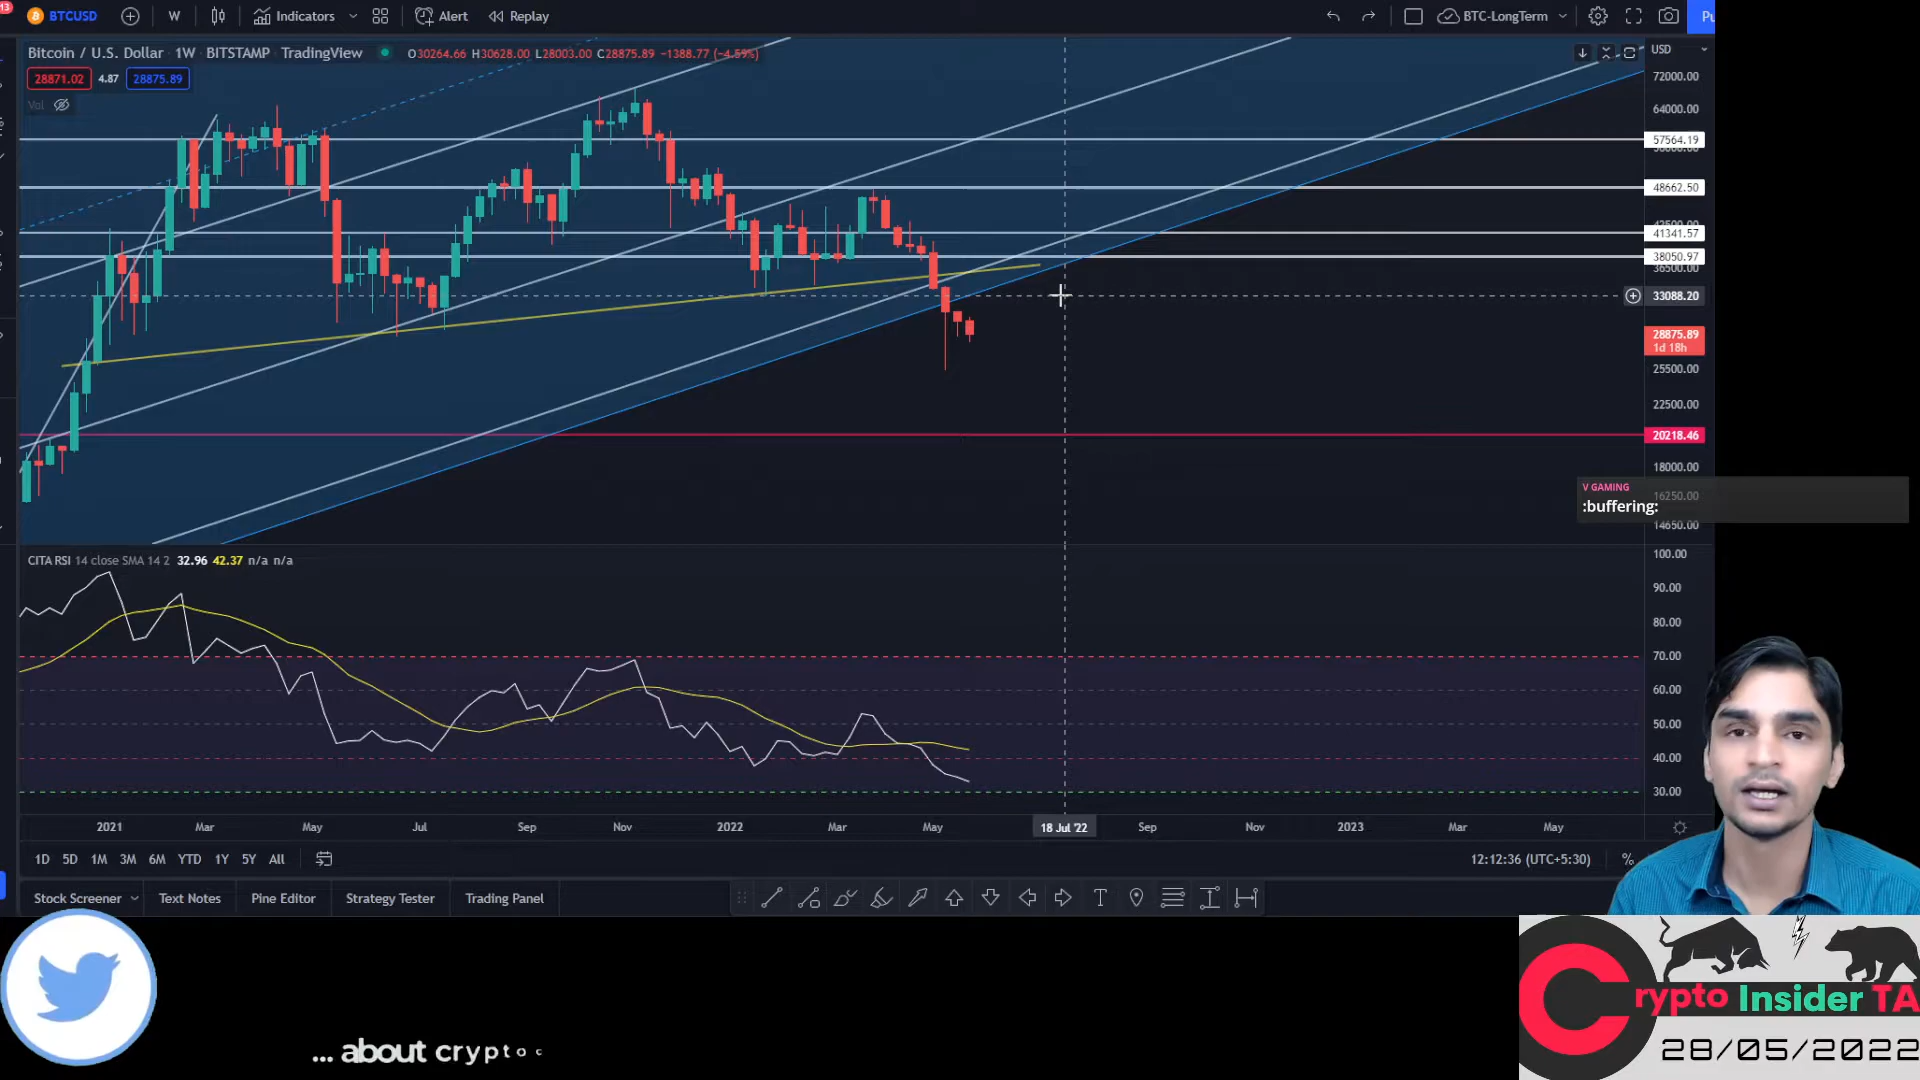 13
BTCUSD
W
Indicators
Alert
Replay
BTC-LongTerm
Bitcoin / U.S. Dollar · 1W · BITSTAMP · TradingView
O30264.66 H30628.00 L28003.00 C28875.89 −1388.77 (−4.59%)
28871.02 4.87 28875.89
Vol
USD
72000.00
64000.00
57564.19
48662.50
41341.57
38050.97
36500.00
33088.20
28875.89
1d 18h
25500.00
22500.00
20218.46
18000.00
16250.00
14650.00
V GAMING
:buffering:
CITA RSI 14 close SMA 14 2 32.96 42.37 n/a n/a
100.00
90.00
80.00
70.00
60.00
50.00
40.00
30.00
2021 Mar May Jul Sep Nov 2022 Mar May 18 Jul '22 Sep Nov 2023 Mar May
1D 5D 1M 3M 6M YTD 1Y 5Y All
12:12:36 (UTC+5:30)
%
Stock Screener Text Notes Pine Editor Strategy Tester Trading Panel
T
... about crypto
Crypto Insider TA
28/05/2022